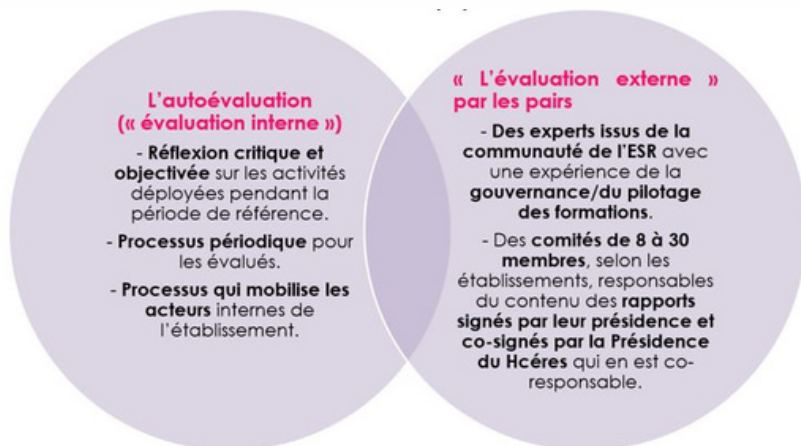 L'autoévaluation
(« évaluation interne »)
- Réflexion critique et
objectivée sur les activités
déployées pendant la
période de référence.
- Processus périodique pour
les évalués.
- Processus qui mobilise les
acteurs internes de
l'établissement.
« L'évaluation externe »
par les pairs
- Des experts issus de la
communauté de l'ESR avec
une expérience de la
gouvernance/du pilotage
des formations.
- Des comités de 8 à 30
membres, selon les
établissements, responsables
du contenu des rapports
signés par leur présidence et
co-signés par la Présidence
du Hcéres qui en est co-
responsable.